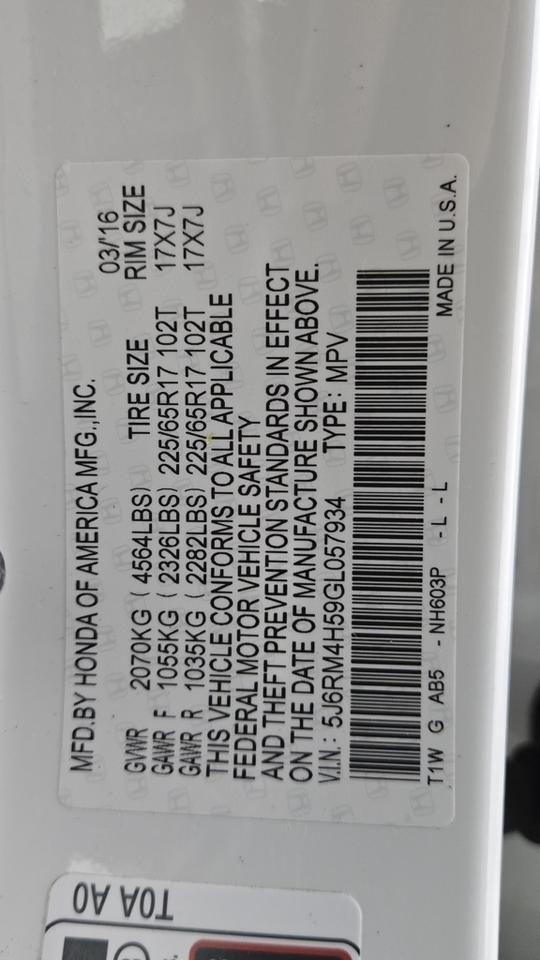 MFD.BY HONDA OF AMERICA MFG.,INC. 03/'16
GVWR 2070KG ( 4564LBS) TIRE SIZE RIM SIZE
GAWR F 1055KG ( 2326LBS) 225/65R17 102T 17X7J
GAWR R 1035KG ( 2282LBS) 225/65R17 102T 17X7J
THIS VEHICLE CONFORMS TO ALL APPLICABLE
FEDERAL MOTOR VEHICLE SAFETY
AND THEFT PREVENTION STANDARDS IN EFFECT
ON THE DATE OF MANUFACTURE SHOWN ABOVE.
V.I.N.: 5J6RM4H59GL057934 TYPE: MPV
T1W G AB5 - NH603P - L - L MADE IN U.S.A.
T0A A0